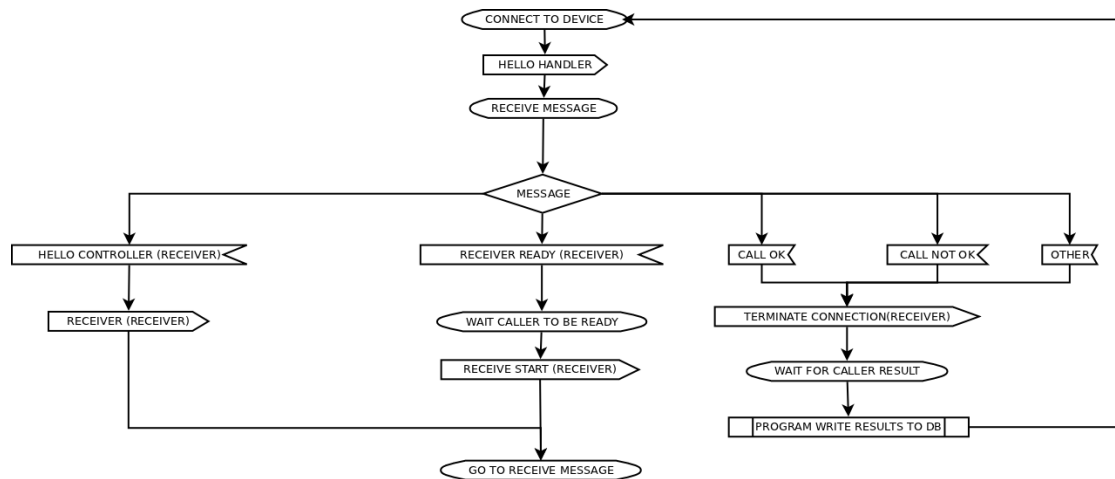 CONNECT TO DEVICE
HELLO HANDLER
RECEIVE MESSAGE
MESSAGE
HELLO CONTROLLER (RECEIVER)
RECEIVER READY (RECEIVER)
CALL OK
CALL NOT OK
OTHER
RECEIVER (RECEIVER)
WAIT CALLER TO BE READY
TERMINATE CONNECTION(RECEIVER)
RECEIVE START (RECEIVER)
WAIT FOR CALLER RESULT
PROGRAM WRITE RESULTS TO DB
GO TO RECEIVE MESSAGE